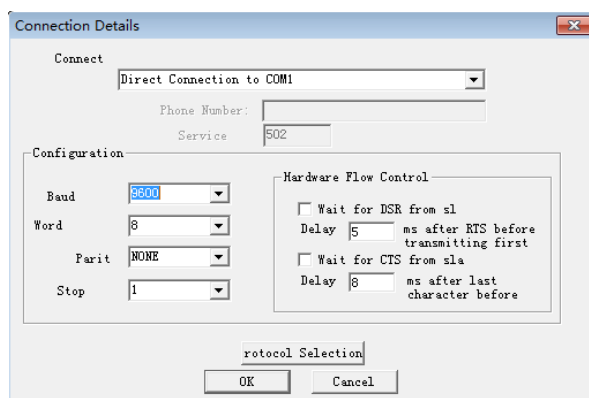 Connection Details
Connect
Direct Connection to COM1
Phone Number:
Service 502
Configuration
Baud 9600
Word 8
Parit NONE
Stop 1
Hardware Flow Control
Wait for DSR from sl
Delay 5 ms after RTS before
transmitting first
Wait for CTS from sla
Delay 8 ms after last
character before
rotocol Selection
OK Cancel